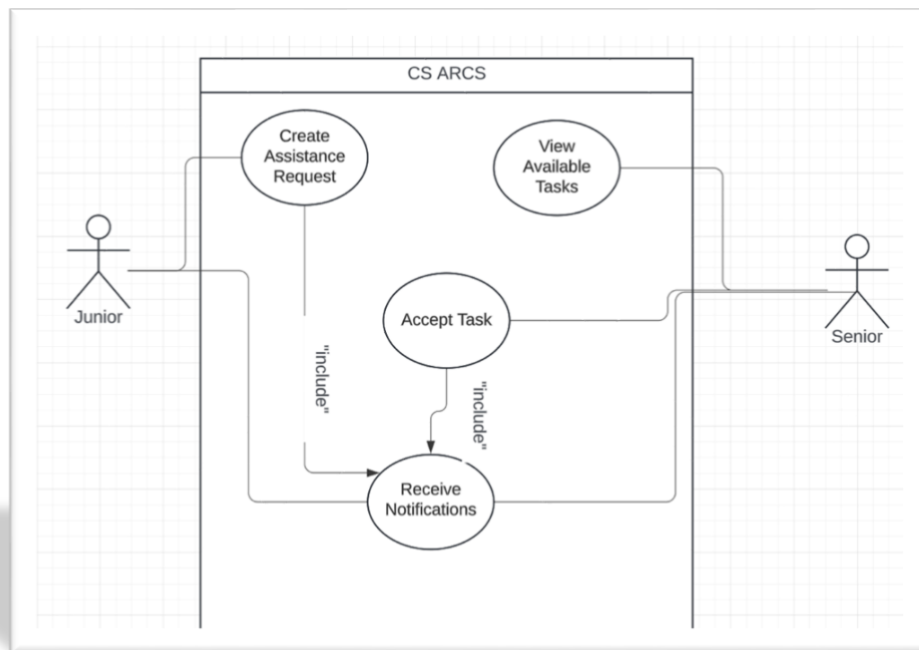 CS ARCS
Create
Assistance
Request
View
Available
Tasks
Junior
Accept Task
Senior
"include"
"include"
Receive
Notifications